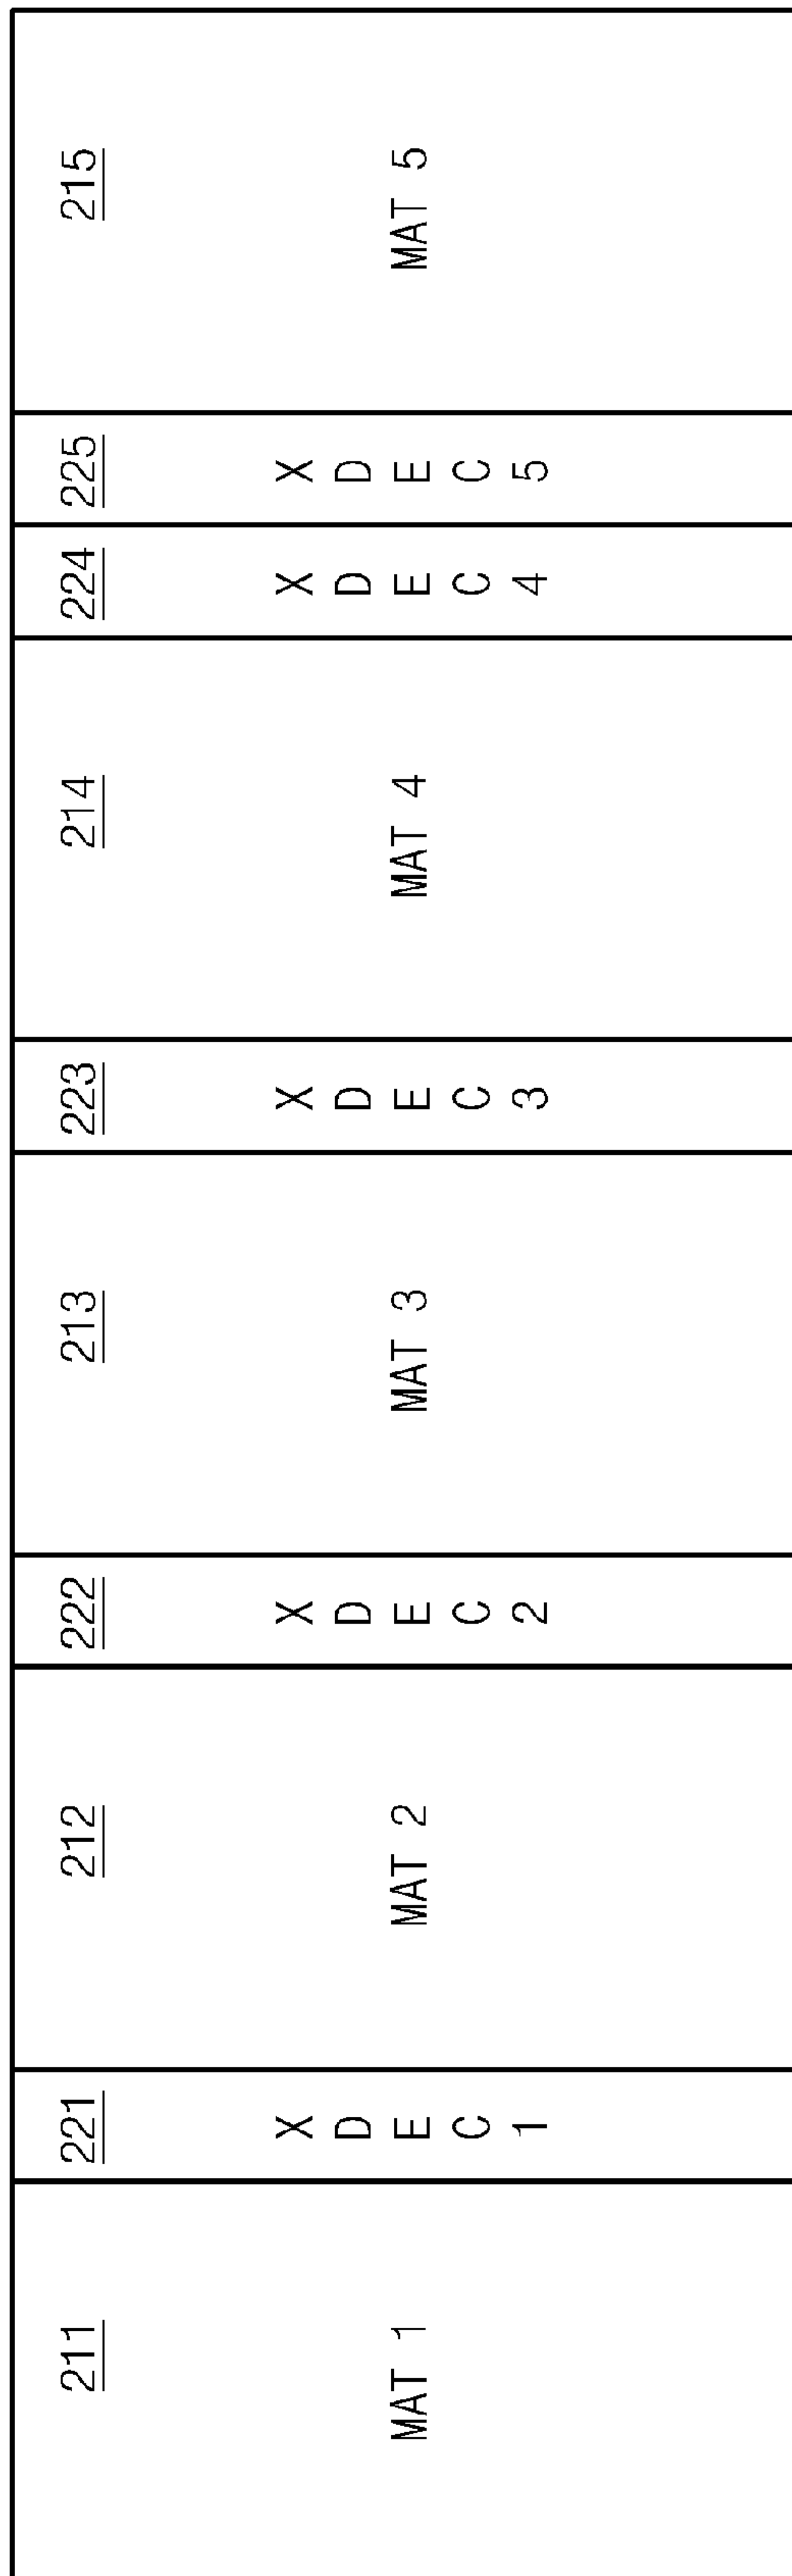 211
MAT 1
221
XDEC1
212
MAT 2
222
XDEC2
213
MAT 3
223
XDEC3
214
MAT 4
224
XDEC4
225
XDEC5
215
MAT 5